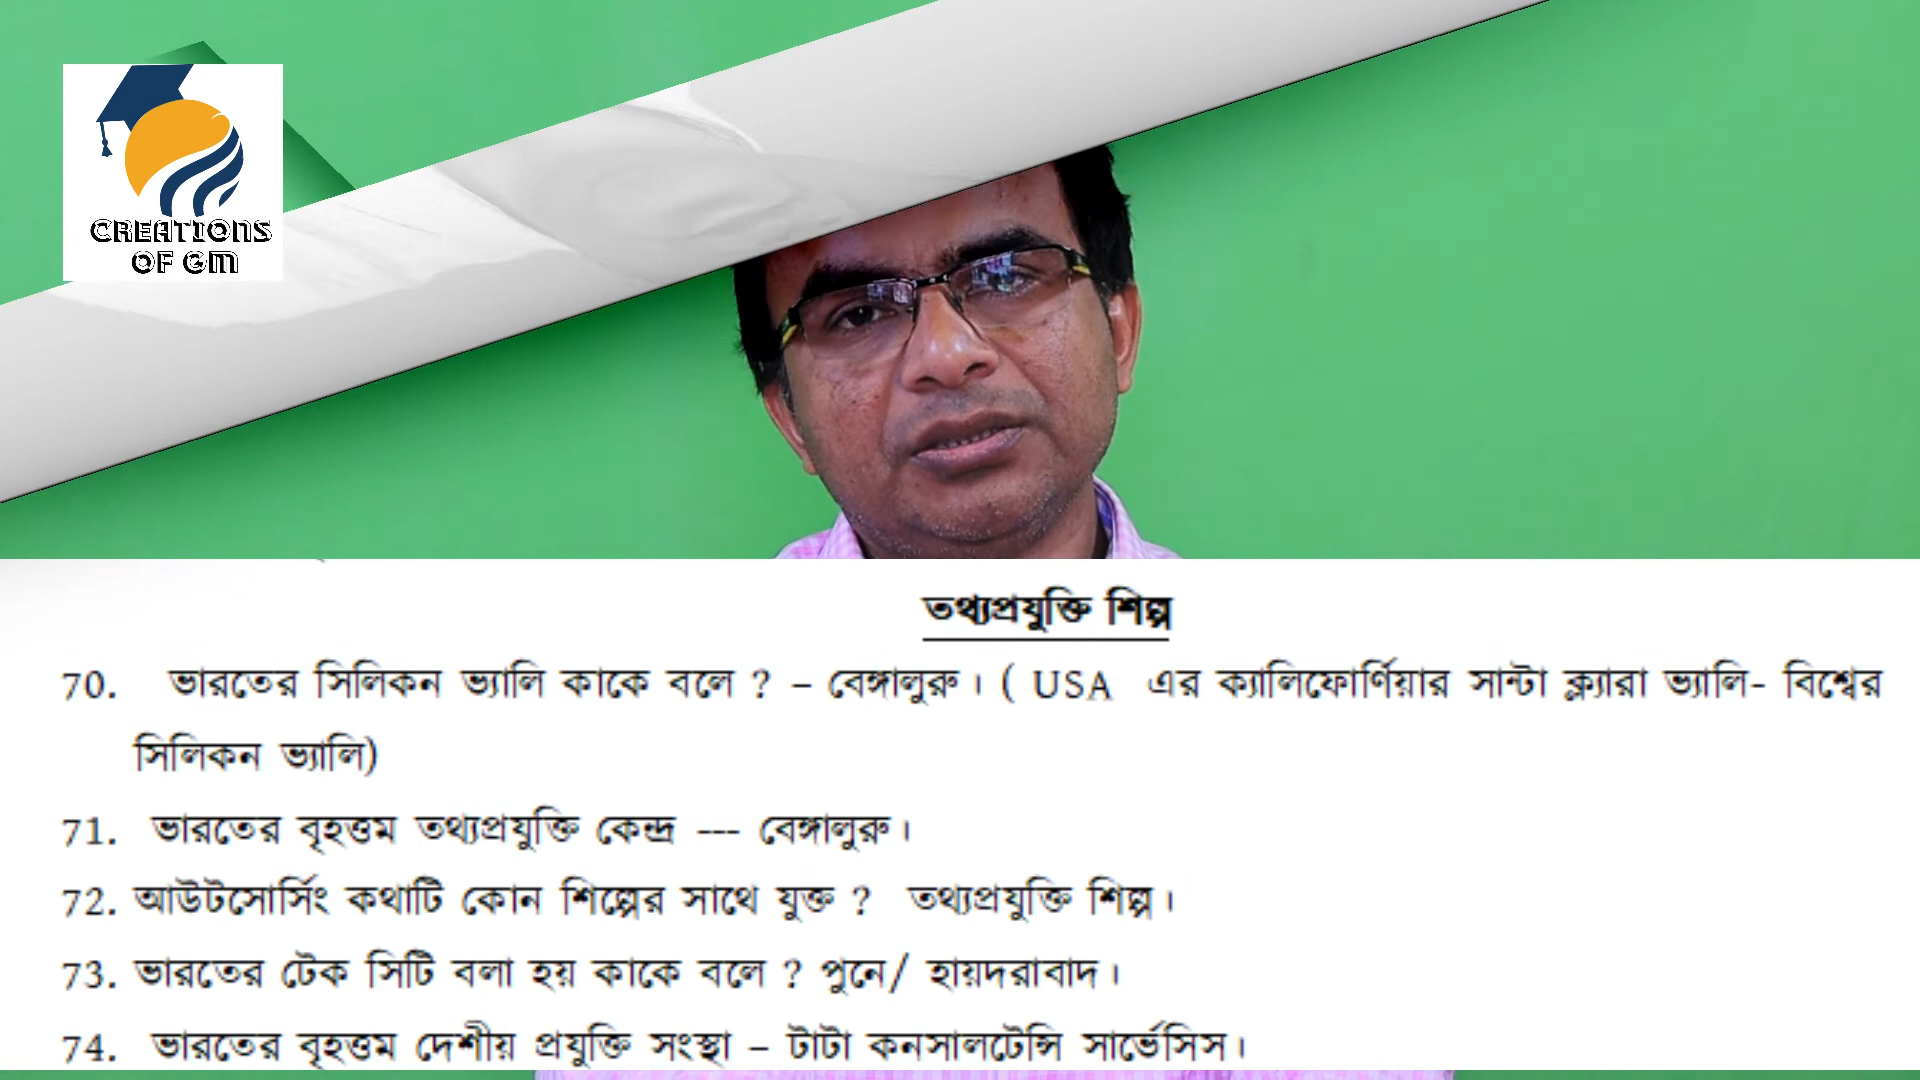 CREATIONS
OF GM
তথ্যপ্রযুক্তি শিল্প
70. ভারতের সিলিকন ভ্যালি কাকে বলে ? – বেঙ্গালুরু। ( USA এর ক্যালিফোর্ণিয়ার সান্টা ক্ল্যারা ভ্যালি- বিশ্বের
সিলিকন ভ্যালি)
71. ভারতের বৃহত্তম তথ্যপ্রযুক্তি কেন্দ্র --- বেঙ্গালুরু।
72. আউটসোর্সিং কথাটি কোন শিল্পের সাথে যুক্ত ? তথ্যপ্রযুক্তি শিল্প।
73. ভারতের টেক সিটি বলা হয় কাকে বলে ? পুনে/ হায়দরাবাদ।
74. ভারতের বৃহত্তম দেশীয় প্রযুক্তি সংস্থা – টাটা কনসালটেন্সি সার্ভেসিস।